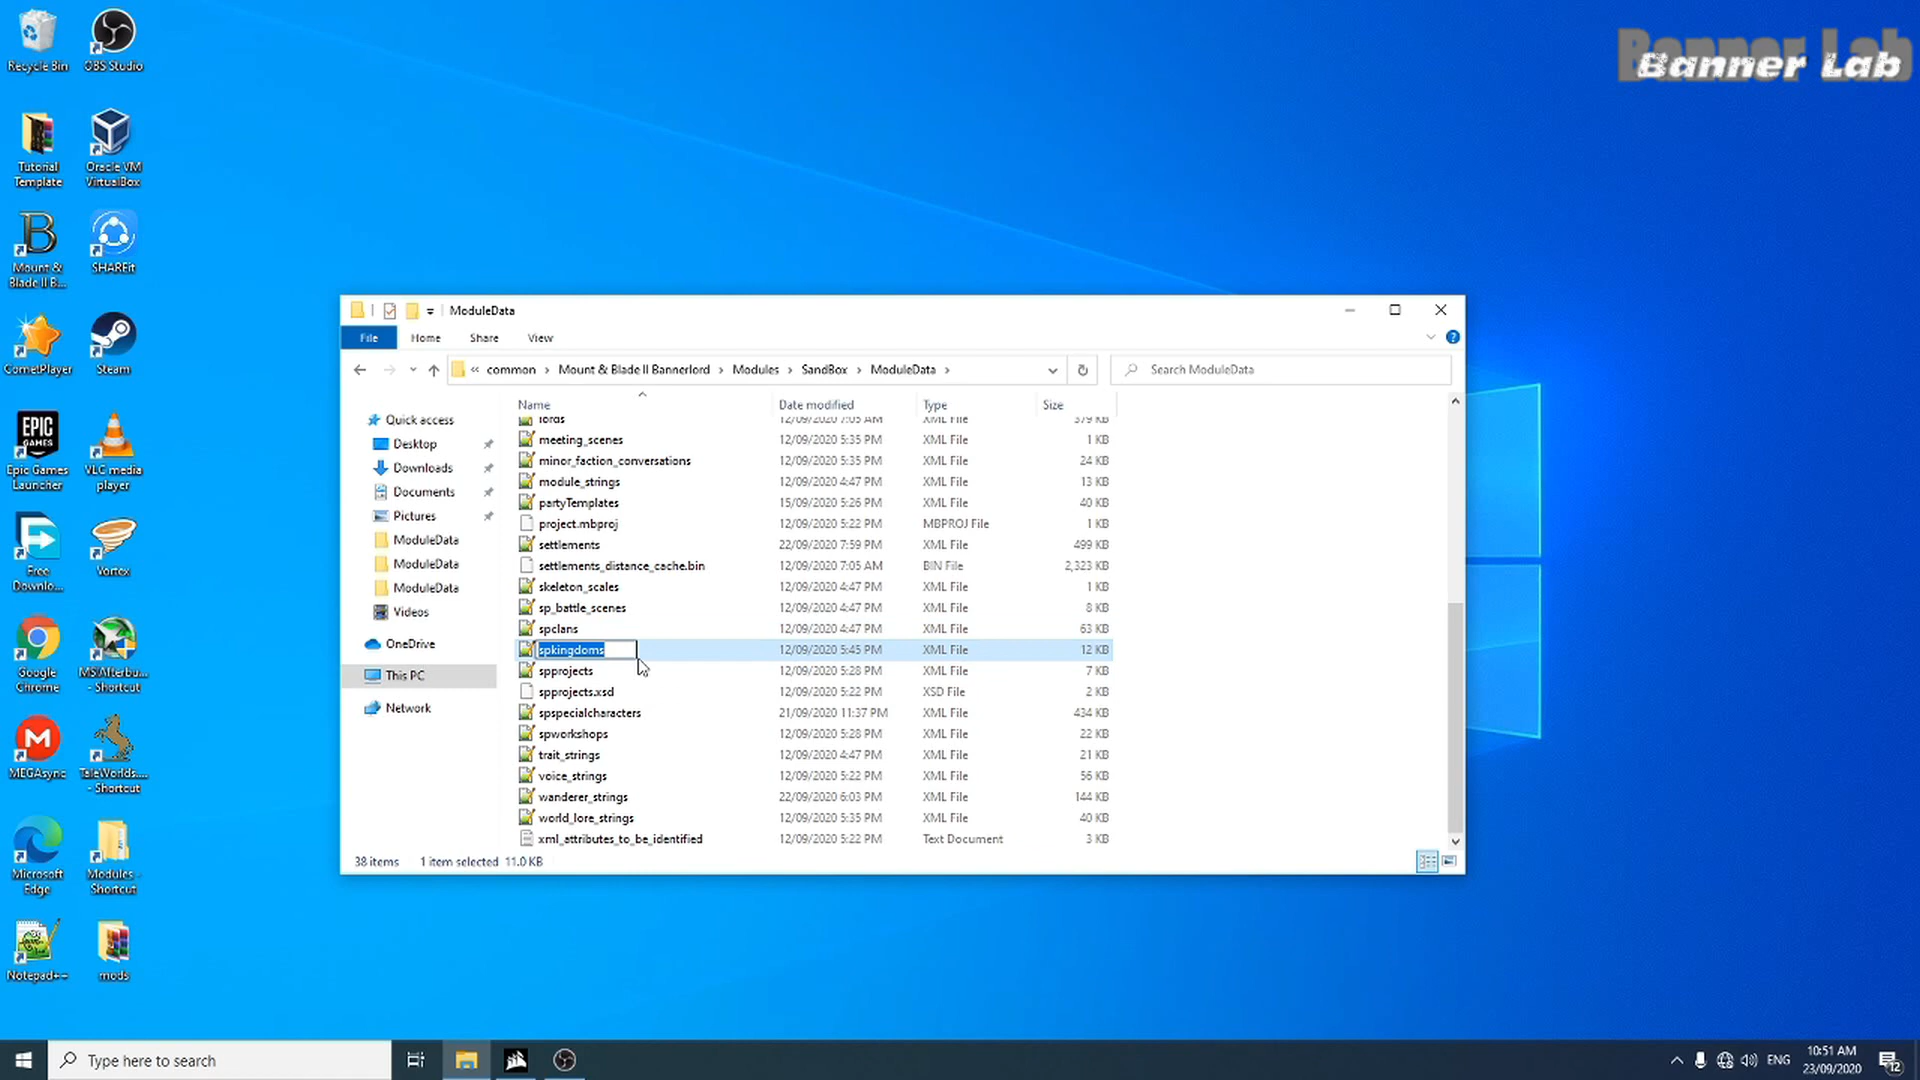 Recycle Bin
OBS Studio
Tutorial
Template
Oracle VM
VirtualBox
Mount &
Blade II B...
SHAREit
CometPlayer
Steam
Epic Games
Launcher
VLC media
player
Free
Downlo...
Vortex
Google
Chrome
MSIAfterbu...
- Shortcut
MEGAsync
TaleWorlds....
- Shortcut
Microsoft
Edge
Modules -
Shortcut
Notepad++
mods
Banner Lab
Banner Lab
ModuleData
File Home Share View
« common › Mount & Blade II Bannerlord › Modules › SandBox › ModuleData ›
Search ModuleData
Quick access
Desktop
Downloads
Documents
Pictures
ModuleData
ModuleData
ModuleData
Videos
OneDrive
This PC
Network
Name Date modified Type Size
lords 12/09/2020 7:05 AM XML File 379 KB
meeting_scenes 12/09/2020 5:35 PM XML File 1 KB
minor_faction_conversations 12/09/2020 5:35 PM XML File 24 KB
module_strings 12/09/2020 4:47 PM XML File 13 KB
partyTemplates 15/09/2020 5:26 PM XML File 40 KB
project.mbproj 12/09/2020 5:22 PM MBPROJ File 1 KB
settlements 22/09/2020 7:59 PM XML File 499 KB
settlements_distance_cache.bin 12/09/2020 7:05 AM BIN File 2,323 KB
skeleton_scales 12/09/2020 4:47 PM XML File 1 KB
sp_battle_scenes 12/09/2020 4:47 PM XML File 8 KB
spclans 12/09/2020 4:47 PM XML File 63 KB
spkingdoms 12/09/2020 5:45 PM XML File 12 KB
spprojects 12/09/2020 5:28 PM XML File 7 KB
spprojects.xsd 12/09/2020 5:22 PM XSD File 2 KB
spspecialcharacters 21/09/2020 11:37 PM XML File 434 KB
spworkshops 12/09/2020 5:28 PM XML File 22 KB
trait_strings 12/09/2020 4:47 PM XML File 21 KB
voice_strings 12/09/2020 5:22 PM XML File 56 KB
wanderer_strings 22/09/2020 6:03 PM XML File 144 KB
world_lore_strings 12/09/2020 5:35 PM XML File 40 KB
xml_attributes_to_be_identified 12/09/2020 5:22 PM Text Document 3 KB
38 items 1 item selected 11.0 KB
Type here to search
ENG
10:51 AM
23/09/2020
12